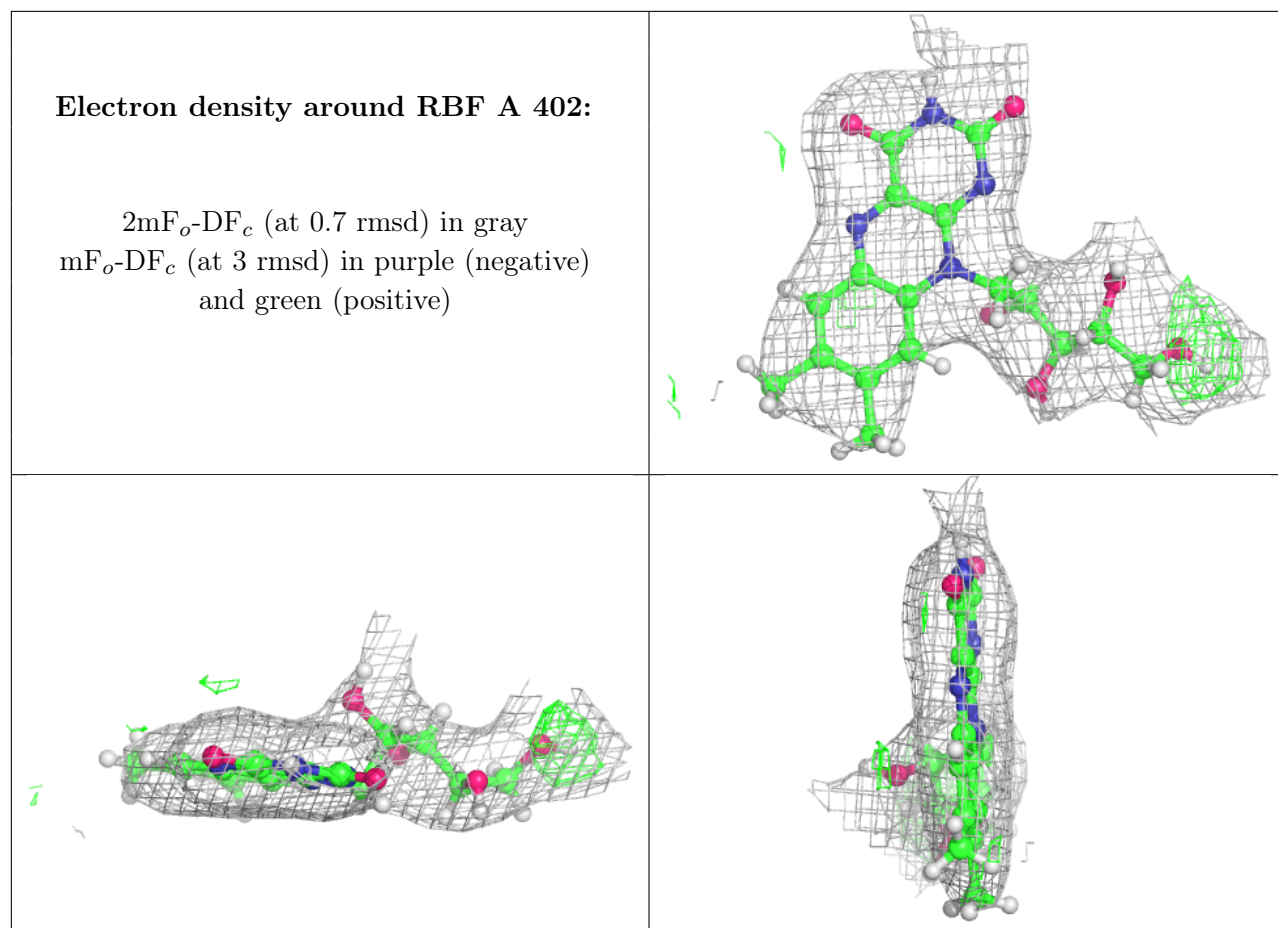 Electron density around RBF A 402:
2mFo-DFc (at 0.7 rmsd) in gray
mFo-DFc (at 3 rmsd) in purple (negative)
and green (positive)